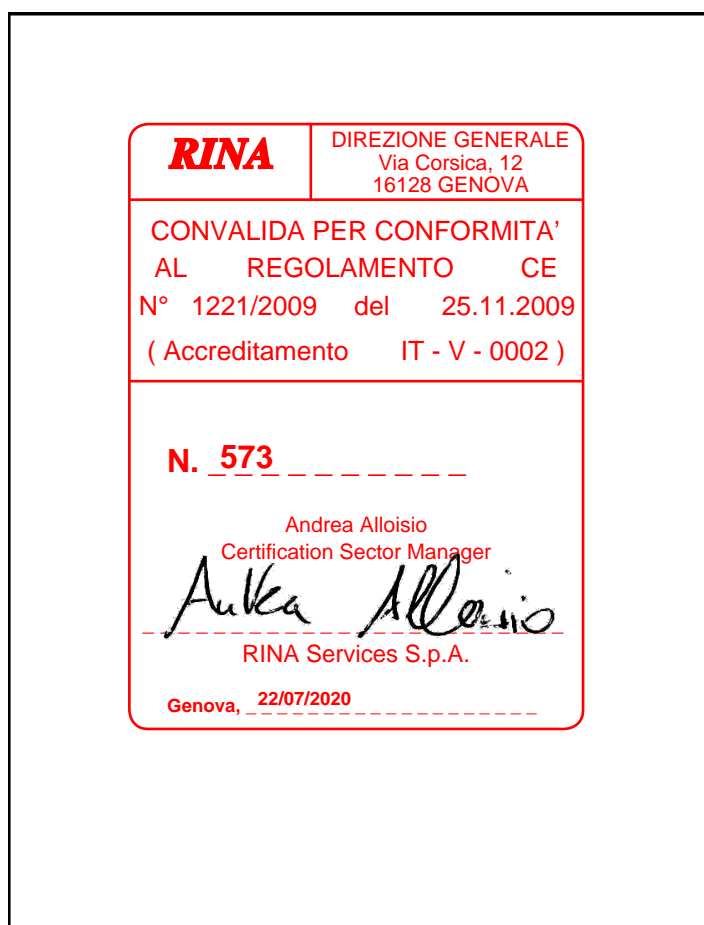 RINA
DIREZIONE GENERALE
Via Corsica, 12
16128 GENOVA
CONVALIDA PER CONFORMITA’
AL REGOLAMENTO CE
N° 1221/2009 del 25.11.2009
( Accreditamento IT - V - 0002 )
N. 573
Andrea Alloisio
Certification Sector Manager
Andrea Alloisio
RINA Services S.p.A.
Genova, 22/07/2020